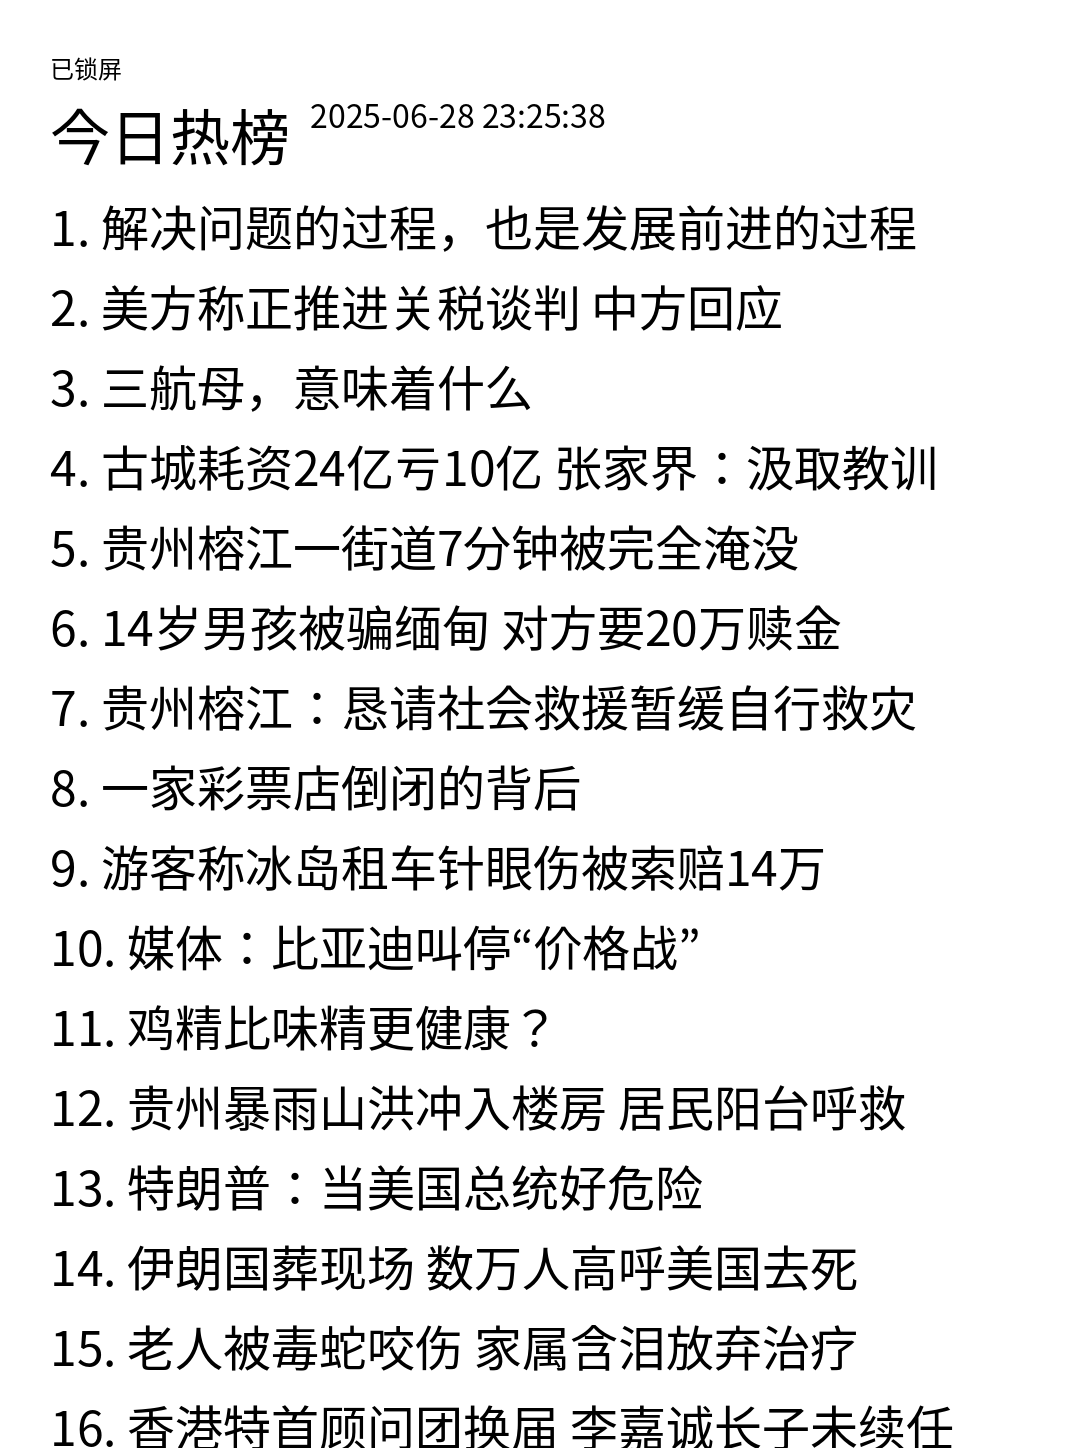 已锁屏
今日热榜 2025-06-28 23:25:38
1. 解决问题的过程，也是发展前进的过程
2. 美方称正推进关税谈判 中方回应
3. 三航母，意味着什么
4. 古城耗资24亿亏10亿 张家界：汲取教训
5. 贵州榕江一街道7分钟被完全淹没
6. 14岁男孩被骗缅甸 对方要20万赎金
7. 贵州榕江：恳请社会救援暂缓自行救灾
8. 一家彩票店倒闭的背后
9. 游客称冰岛租车针眼伤被索赔14万
10. 媒体：比亚迪叫停“价格战”
11. 鸡精比味精更健康？
12. 贵州暴雨山洪冲入楼房 居民阳台呼救
13. 特朗普：当美国总统好危险
14. 伊朗国葬现场 数万人高呼美国去死
15. 老人被毒蛇咬伤 家属含泪放弃治疗
16. 香港特首顾问团换届 李嘉诚长子未续任